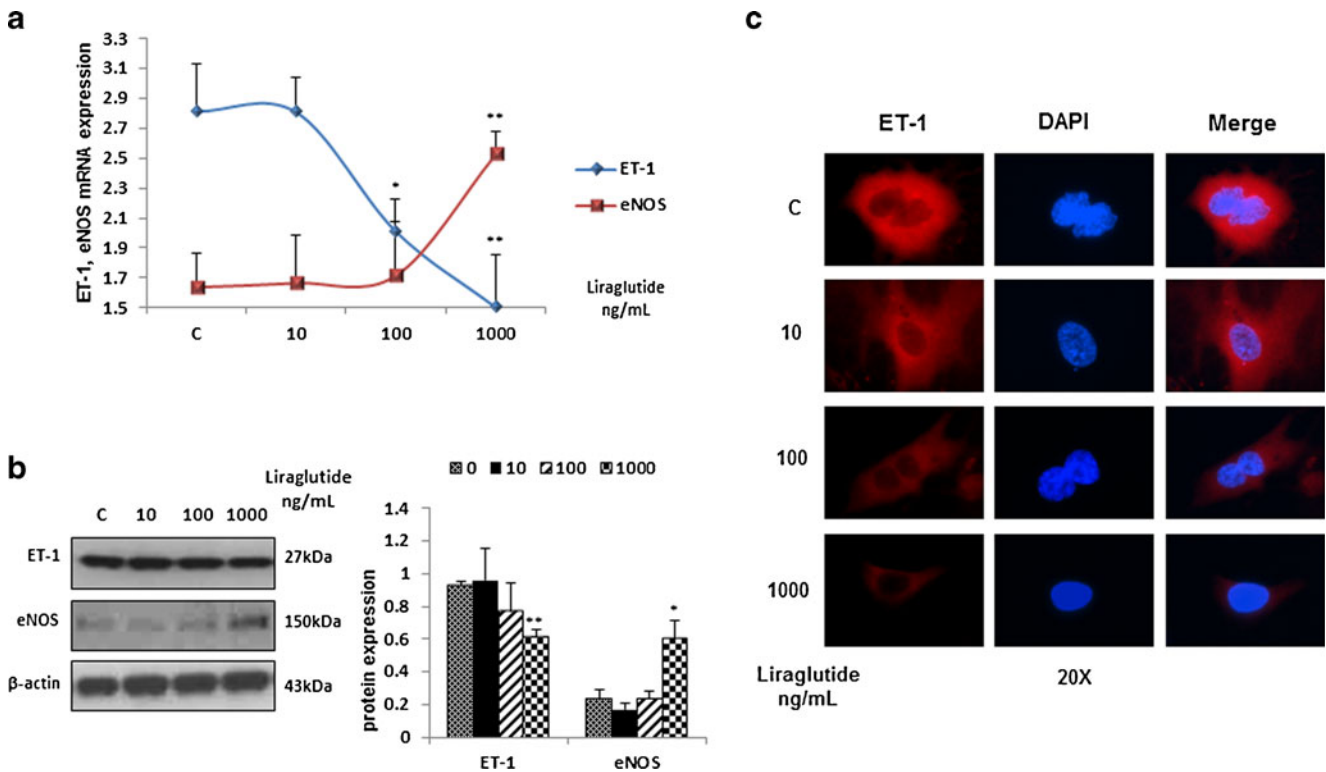 a
3.3
3.1
2.9
2.7
2.5
2.3
2.1
1.9
1.7
1.5
ET-1, eNOS mRNA expression
**
*
**
C 10 100 1000
ET-1
eNOS
Liraglutide
ng/mL
b
C 10 100 1000
Liraglutide
ng/mL
ET-1 27kDa
eNOS 150kDa
β-actin 43kDa
0 10 100 1000
1.4
1.2
1
0.8
0.6
0.4
0.2
0
protein expression
**
*
ET-1 eNOS
c
ET-1 DAPI Merge
C
10
100
1000
Liraglutide
ng/mL
20X